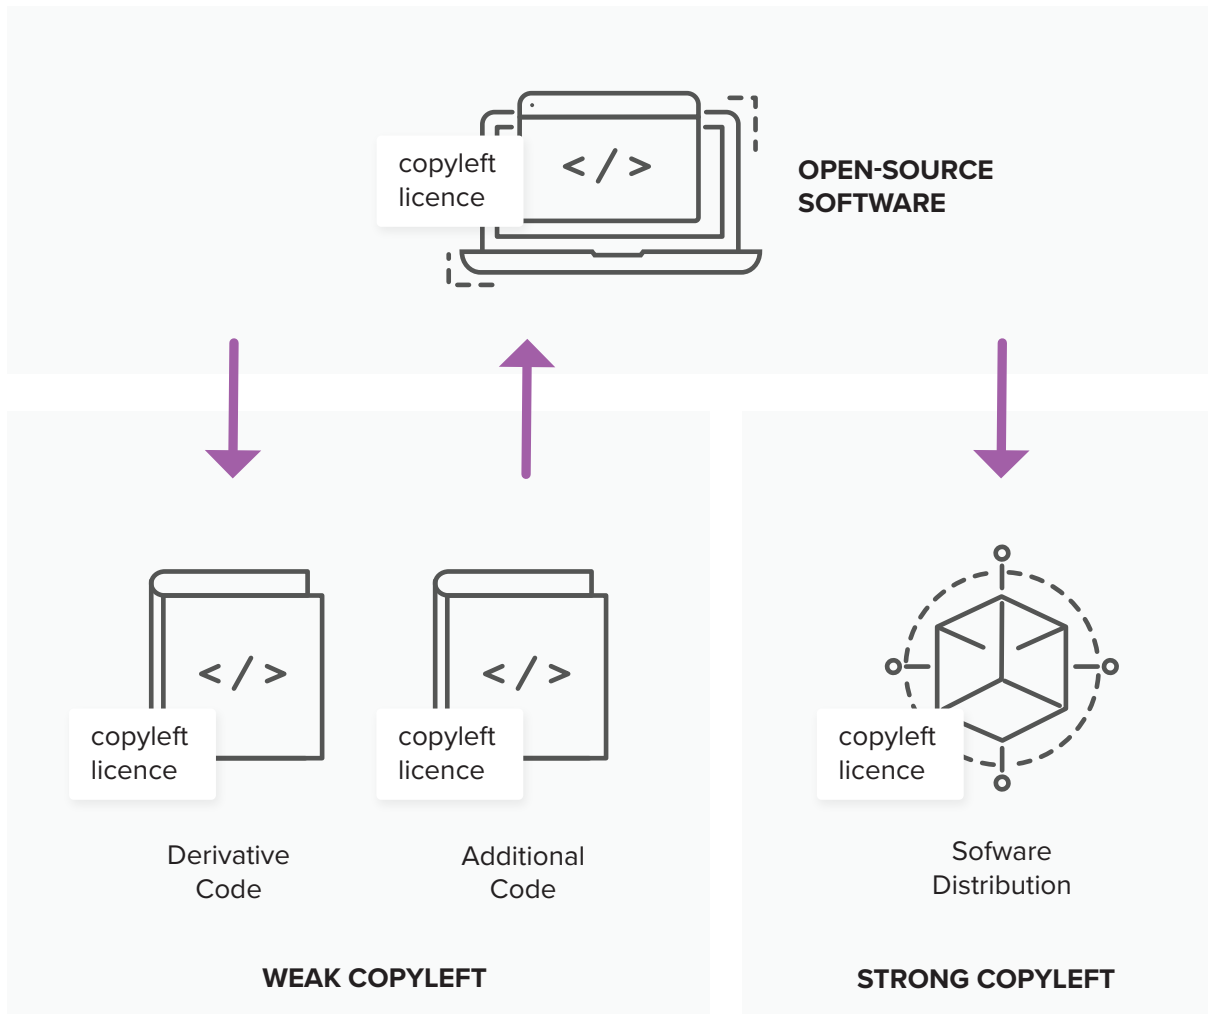 copyleft
licence
</>
OPEN-SOURCE
SOFTWARE
</>
copyleft
licence
Derivative
Code
</>
copyleft
licence
Additional
Code
WEAK COPYLEFT
copyleft
licence
Sofware
Distribution
STRONG COPYLEFT